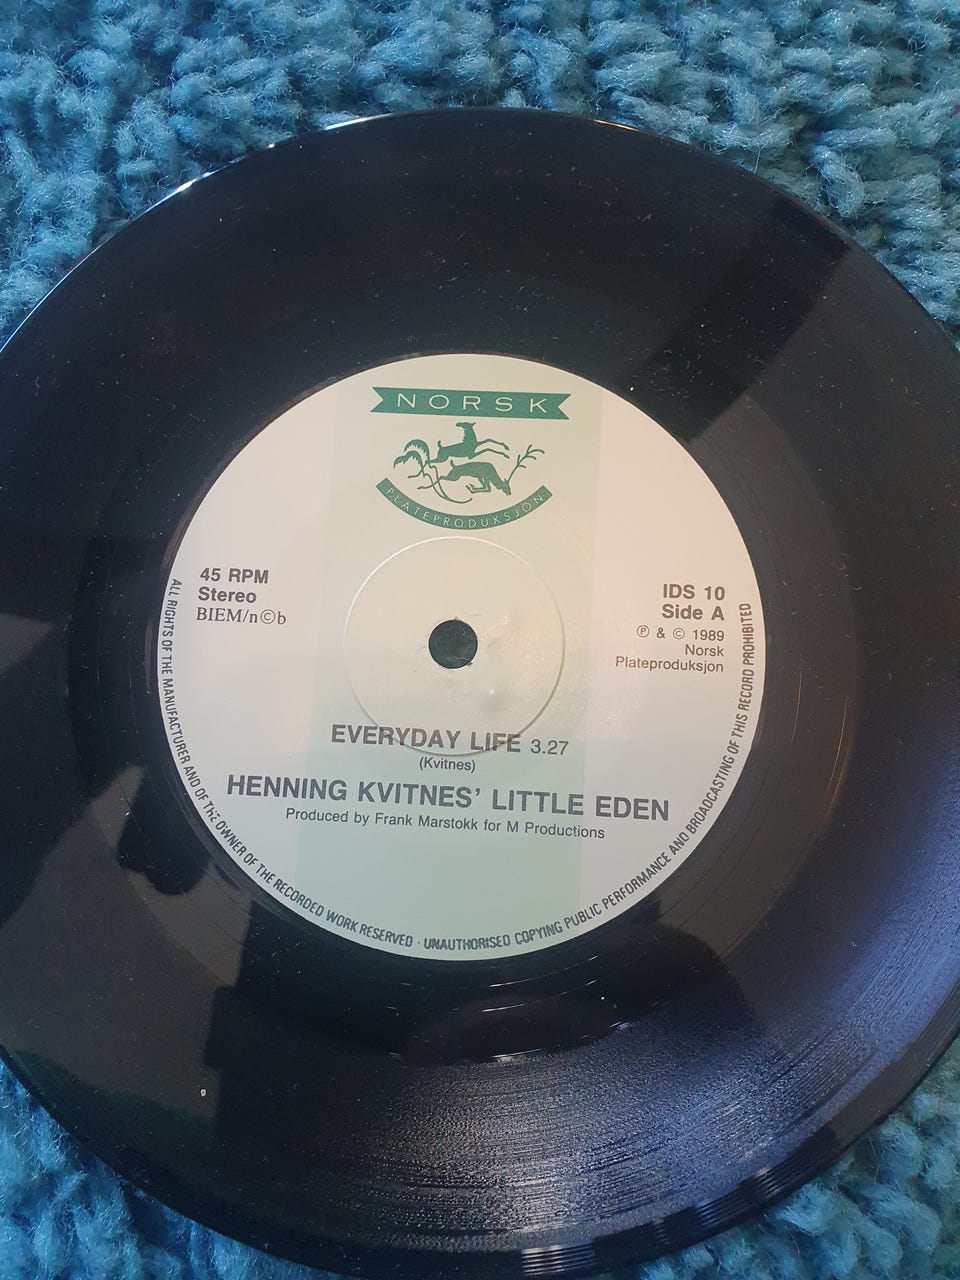 NORSK
PLATEPRODUKSJON
45 RPM
Stereo
BIEM/n©b
IDS 10
Side A
℗ & © 1989
Norsk
Plateproduksjon
EVERYDAY LIFE 3.27
(Kvitnes)
HENNING KVITNES' LITTLE EDEN
Produced by Frank Marstokk for M Productions
ALL RIGHTS OF THE MANUFACTURER AND OF THE OWNER OF THE RECORDED WORK RESERVED · UNAUTHORISED COPYING PUBLIC PERFORMANCE AND BROADCASTING OF THIS RECORD PROHIBITED